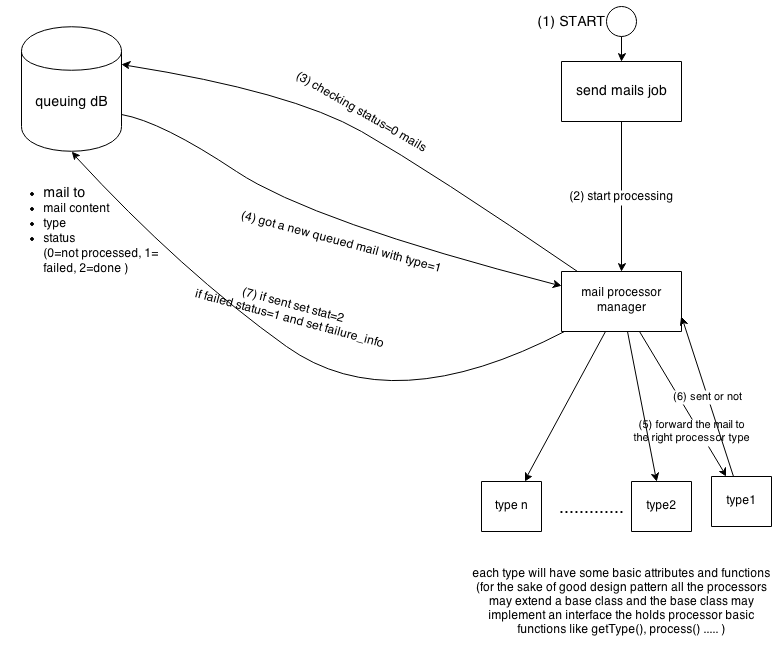 (1) START
send mails job
queuing dB
(3) checking status=0 mails
(2) start processing
mail to
mail content
type
status
(0=not processed, 1=
failed, 2=done )
(4) got a new queued mail with type=1
mail processor
manager
(7) if sent set stat=2
if failed status=1 and set failure_info
(6) sent or not
(5) forward the mail to
the right processor type
type n
.............
type2
type1
each type will have some basic attributes and functions
(for the sake of good design pattern all the processors
may extend a base class and the base class may
implement an interface the holds processor basic
functions like getType(), process() ..... )